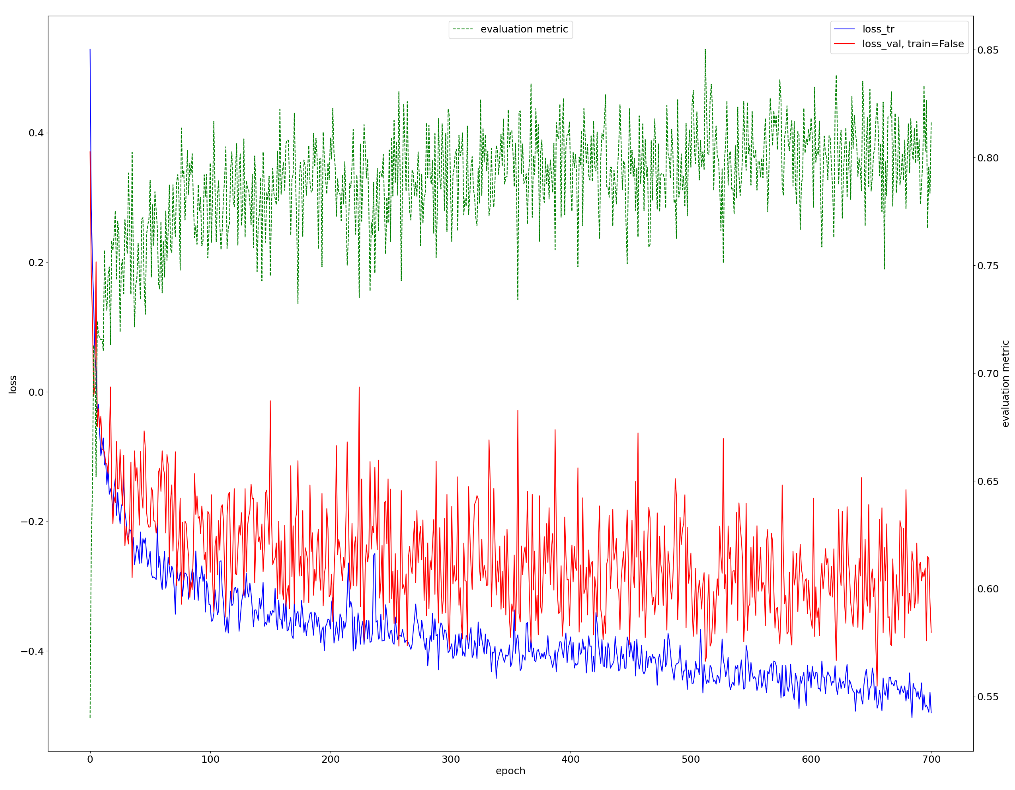 evaluation metric
loss_tr
loss_val, train=False
0.4
0.2
0.0
−0.2
−0.4
loss
0.85
0.80
0.75
0.70
0.65
0.60
0.55
evaluation metric
0 100 200 300 400 500 600 700
epoch